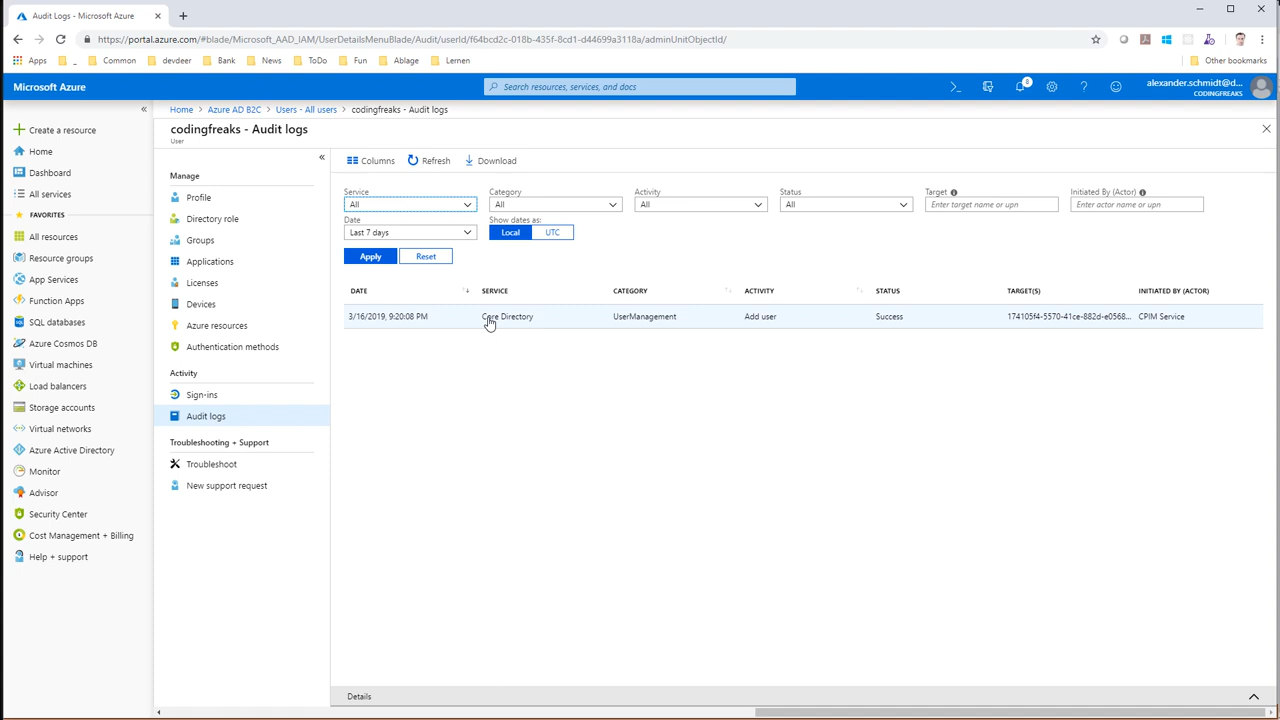 Audit Logs - Microsoft Azure
https://portal.azure.com/#blade/Microsoft_AAD_IAM/UserDetailsMenuBlade/Audit/userId/f64bcd2c-018b-435f-8cd1-d44699a3118a/adminUnitObjectId/
Apps _ Common devdeer Bank News ToDo Fun Ablage Lernen Other bookmarks
Microsoft Azure
Search resources, services, and docs
8
alexander.schmidt@d...
CODINGFREAKS
Create a resource
Home
Dashboard
All services
FAVORITES
All resources
Resource groups
App Services
Function Apps
SQL databases
Azure Cosmos DB
Virtual machines
Load balancers
Storage accounts
Virtual networks
Azure Active Directory
Monitor
Advisor
Security Center
Cost Management + Billing
Help + support
Home > Azure AD B2C > Users - All users > codingfreaks - Audit logs
codingfreaks - Audit logs
User
Manage
Profile
Directory role
Groups
Applications
Licenses
Devices
Azure resources
Authentication methods
Activity
Sign-ins
Audit logs
Troubleshooting + Support
Troubleshoot
New support request
Columns Refresh Download
Service Category Activity Status Target Initiated By (Actor)
All All All All Enter target name or upn Enter actor name or upn
Date Show dates as:
Last 7 days Local UTC
Apply Reset
DATE SERVICE CATEGORY ACTIVITY STATUS TARGET(S) INITIATED BY (ACTOR)
3/16/2019, 9:20:08 PM Core Directory UserManagement Add user Success 174105f4-5570-41ce-882d-e0568... CPIM Service
Details